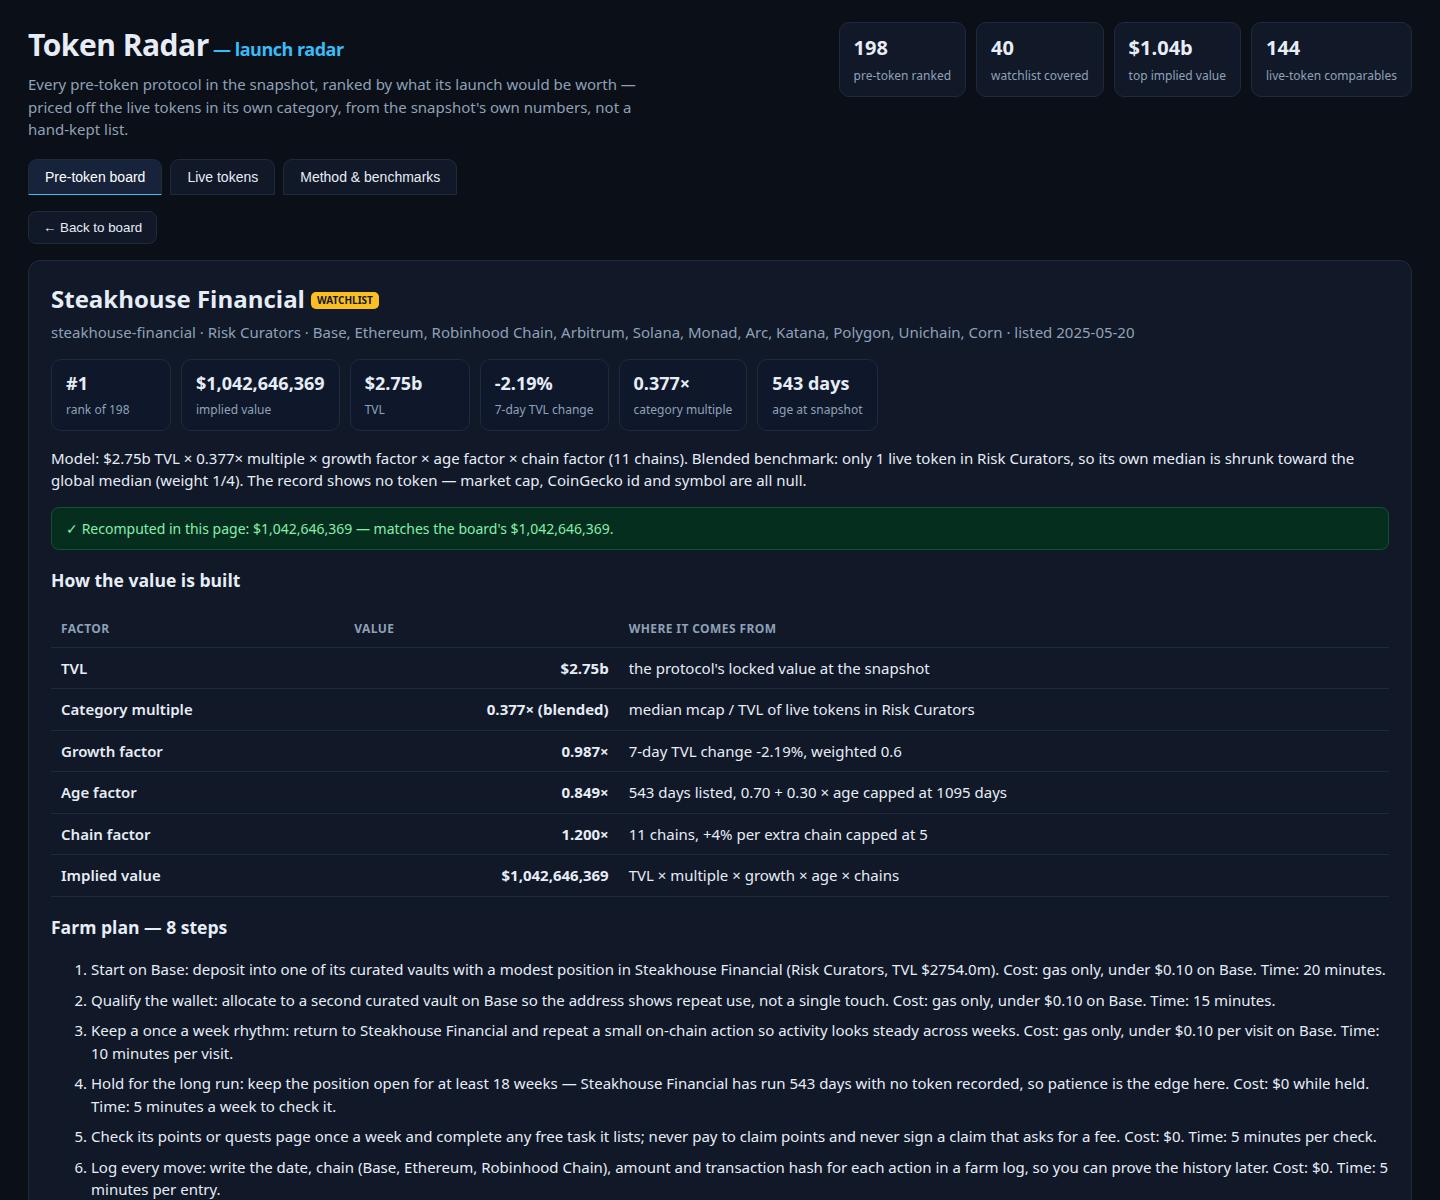 Token Radar — launch radar
Every pre-token protocol in the snapshot, ranked by what its launch would be worth —
priced off the live tokens in its own category, from the snapshot's own numbers, not a
hand-kept list.
198
pre-token ranked
40
watchlist covered
$1.04b
top implied value
144
live-token comparables
Pre-token board
Live tokens
Method & benchmarks
← Back to board
Steakhouse Financial WATCHLIST
steakhouse-financial · Risk Curators · Base, Ethereum, Robinhood Chain, Arbitrum, Solana, Monad, Arc, Katana, Polygon, Unichain, Corn · listed 2025-05-20
#1
rank of 198
$1,042,646,369
implied value
$2.75b
TVL
-2.19%
7-day TVL change
0.377×
category multiple
543 days
age at snapshot
Model: $2.75b TVL × 0.377× multiple × growth factor × age factor × chain factor (11 chains). Blended benchmark: only 1 live token in Risk Curators, so its own median is shrunk toward the
global median (weight 1/4). The record shows no token — market cap, CoinGecko id and symbol are all null.
✓ Recomputed in this page: $1,042,646,369 — matches the board's $1,042,646,369.
How the value is built
FACTOR VALUE WHERE IT COMES FROM
TVL $2.75b the protocol's locked value at the snapshot
Category multiple 0.377× (blended) median mcap / TVL of live tokens in Risk Curators
Growth factor 0.987× 7-day TVL change -2.19%, weighted 0.6
Age factor 0.849× 543 days listed, 0.70 + 0.30 × age capped at 1095 days
Chain factor 1.200× 11 chains, +4% per extra chain capped at 5
Implied value $1,042,646,369 TVL × multiple × growth × age × chains
Farm plan — 8 steps
1. Start on Base: deposit into one of its curated vaults with a modest position in Steakhouse Financial (Risk Curators, TVL $2754.0m). Cost: gas only, under $0.10 on Base. Time: 20 minutes.
2. Qualify the wallet: allocate to a second curated vault on Base so the address shows repeat use, not a single touch. Cost: gas only, under $0.10 on Base. Time: 15 minutes.
3. Keep a once a week rhythm: return to Steakhouse Financial and repeat a small on-chain action so activity looks steady across weeks. Cost: gas only, under $0.10 per visit on Base. Time:
10 minutes per visit.
4. Hold for the long run: keep the position open for at least 18 weeks — Steakhouse Financial has run 543 days with no token recorded, so patience is the edge here. Cost: $0 while held.
Time: 5 minutes a week to check it.
5. Check its points or quests page once a week and complete any free task it lists; never pay to claim points and never sign a claim that asks for a fee. Cost: $0. Time: 5 minutes per check.
6. Log every move: write the date, chain (Base, Ethereum, Robinhood Chain), amount and transaction hash for each action in a farm log, so you can prove the history later. Cost: $0. Time: 5
minutes per entry.